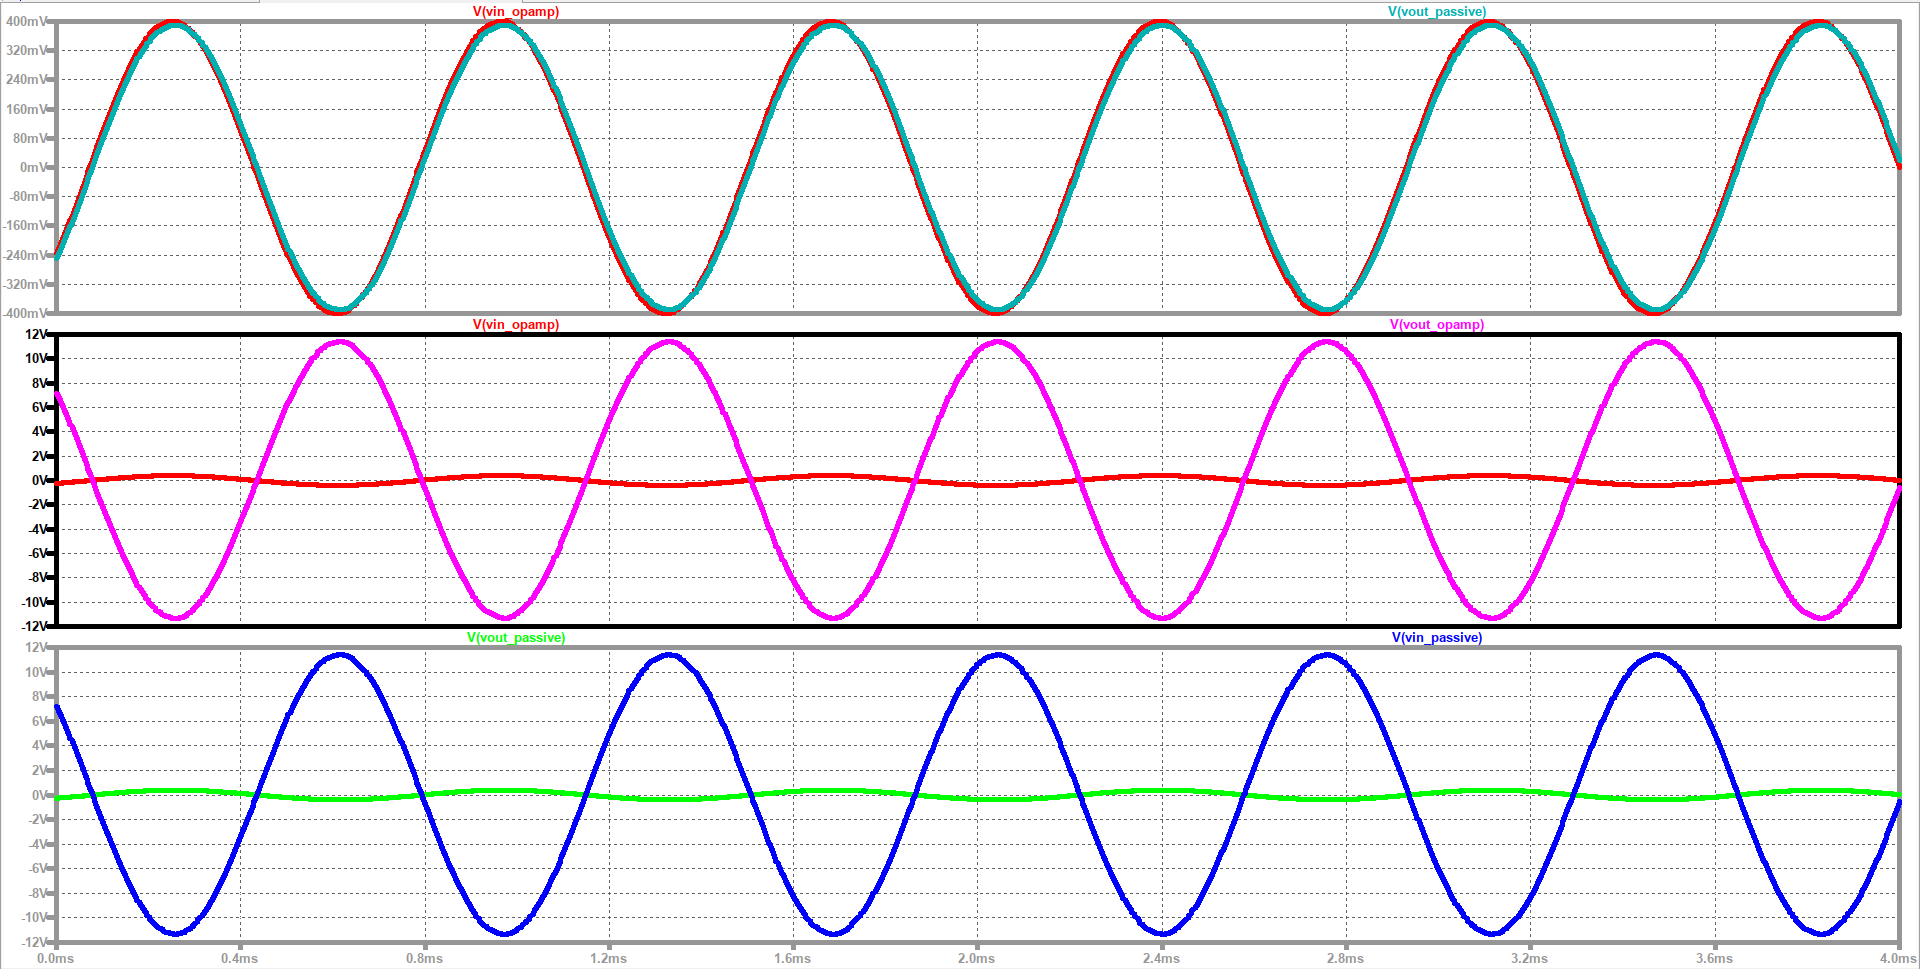 V(vin_opamp) V(vout_passive)
400mV
320mV
240mV
160mV
80mV
0mV
-80mV
-160mV
-240mV
-320mV
-400mV
V(vin_opamp) V(vout_opamp)
12V
10V
8V
6V
4V
2V
0V
-2V
-4V
-6V
-8V
-10V
-12V
V(vout_passive) V(vin_passive)
12V
10V
8V
6V
4V
2V
0V
-2V
-4V
-6V
-8V
-10V
-12V
0.0ms 0.4ms 0.8ms 1.2ms 1.6ms 2.0ms 2.4ms 2.8ms 3.2ms 3.6ms 4.0ms